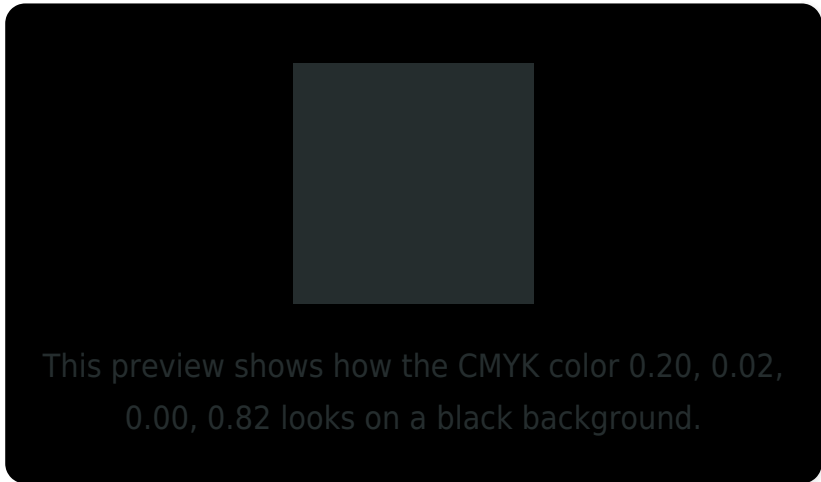 This preview shows how the CMYK color 0.20, 0.02,
0.00, 0.82 looks on a black background.